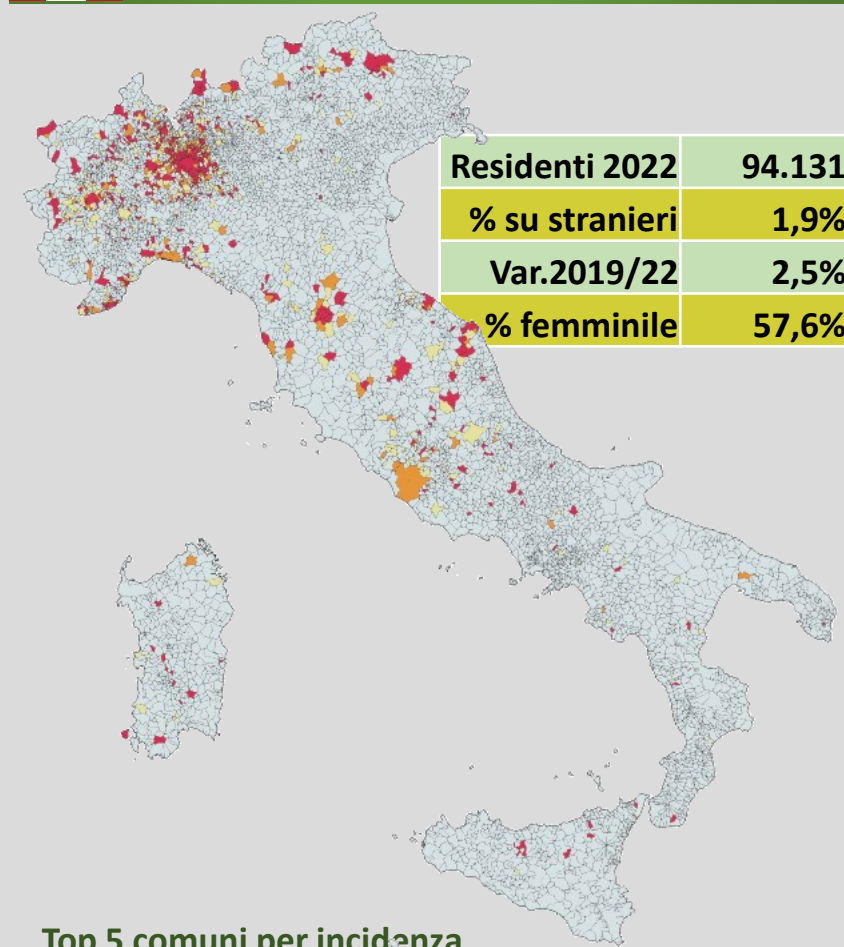 Residenti 2022 94.131
% su stranieri 1,9%
Var.2019/22 2,5%
% femminile 57,6%
Top 5 comuni per incidenza